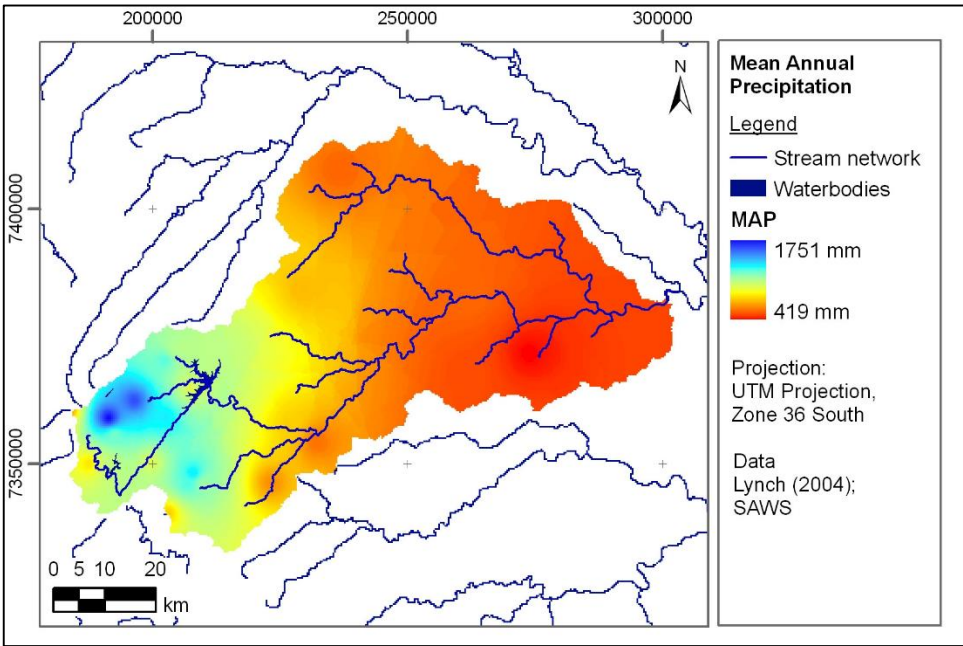 200000
250000
300000
N
7400000
7350000
0 5 10 20
km
Mean Annual
Precipitation
Legend
Stream network
Waterbodies
MAP
1751 mm
419 mm
Projection:
UTM Projection,
Zone 36 South
Data
Lynch (2004);
SAWS